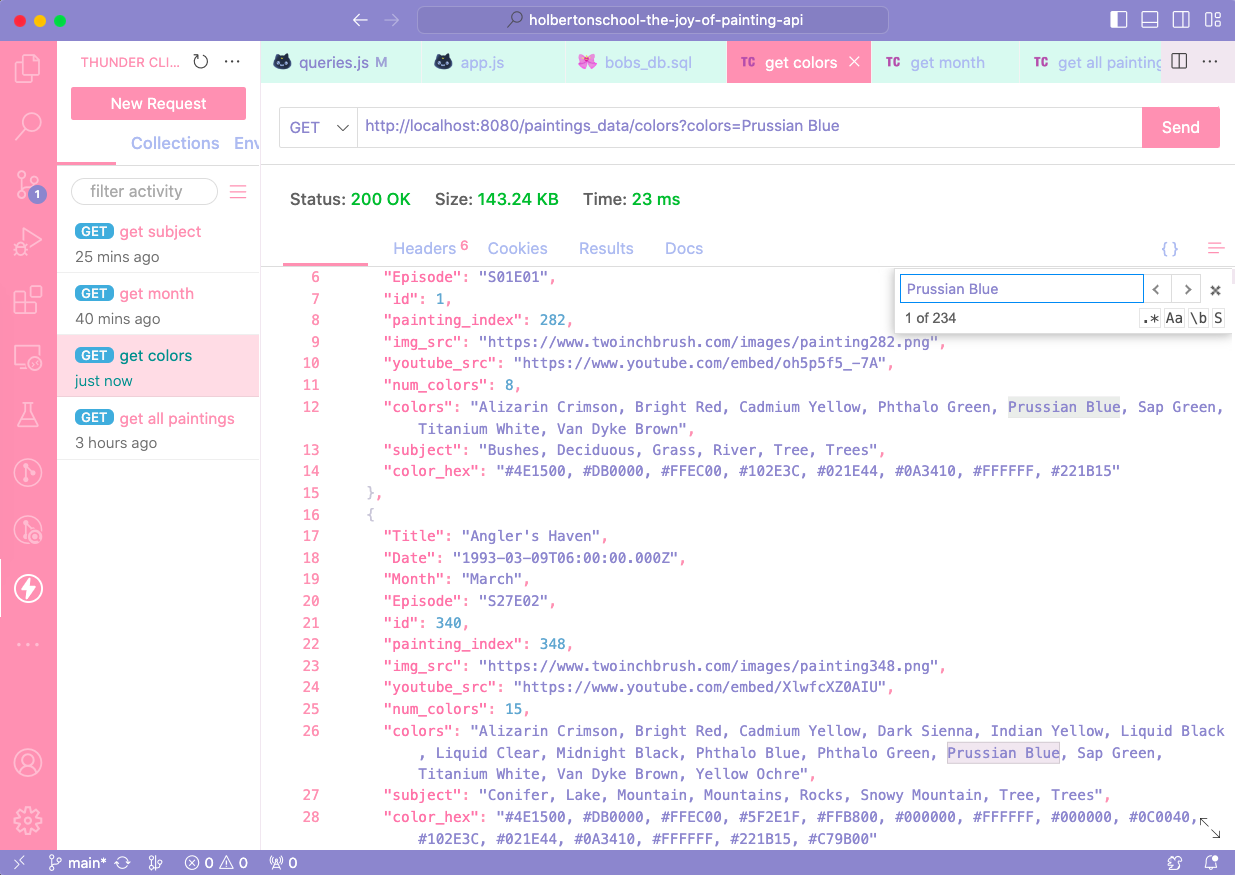 holbertonschool-the-joy-of-painting-api
THUNDER CLI...
New Request
Collections Env
filter activity
GET get subject
25 mins ago
GET get month
40 mins ago
GET get colors
just now
GET get all paintings
3 hours ago
1
queries.js M
app.js
bobs_db.sql
TC get colors
TC get month
TC get all painting
GET http://localhost:8080/paintings_data/colors?colors=Prussian Blue Send
Status: 200 OK Size: 143.24 KB Time: 23 ms
Headers 6 Cookies Results Docs {}
Prussian Blue
1 of 234 .* Aa \b S
6 "Episode": "S01E01",
7 "id": 1,
8 "painting_index": 282,
9 "img_src": "https://www.twoinchbrush.com/images/painting282.png",
10 "youtube_src": "https://www.youtube.com/embed/oh5p5f5_-7A",
11 "num_colors": 8,
12 "colors": "Alizarin Crimson, Bright Red, Cadmium Yellow, Phthalo Green, Prussian Blue, Sap Green,
Titanium White, Van Dyke Brown",
13 "subject": "Bushes, Deciduous, Grass, River, Tree, Trees",
14 "color_hex": "#4E1500, #DB0000, #FFEC00, #102E3C, #021E44, #0A3410, #FFFFFF, #221B15"
15 },
16 {
17 "Title": "Angler's Haven",
18 "Date": "1993-03-09T06:00:00.000Z",
19 "Month": "March",
20 "Episode": "S27E02",
21 "id": 340,
22 "painting_index": 348,
23 "img_src": "https://www.twoinchbrush.com/images/painting348.png",
24 "youtube_src": "https://www.youtube.com/embed/XlwfcXZ0AIU",
25 "num_colors": 15,
26 "colors": "Alizarin Crimson, Bright Red, Cadmium Yellow, Dark Sienna, Indian Yellow, Liquid Black
, Liquid Clear, Midnight Black, Phthalo Blue, Phthalo Green, Prussian Blue, Sap Green,
Titanium White, Van Dyke Brown, Yellow Ochre",
27 "subject": "Conifer, Lake, Mountain, Mountains, Rocks, Snowy Mountain, Tree, Trees",
28 "color_hex": "#4E1500, #DB0000, #FFEC00, #5F2E1F, #FFB800, #000000, #FFFFFF, #000000, #0C0040,
#102E3C, #021E44, #0A3410, #FFFFFF, #221B15, #C79B00"
main* 0 0 0